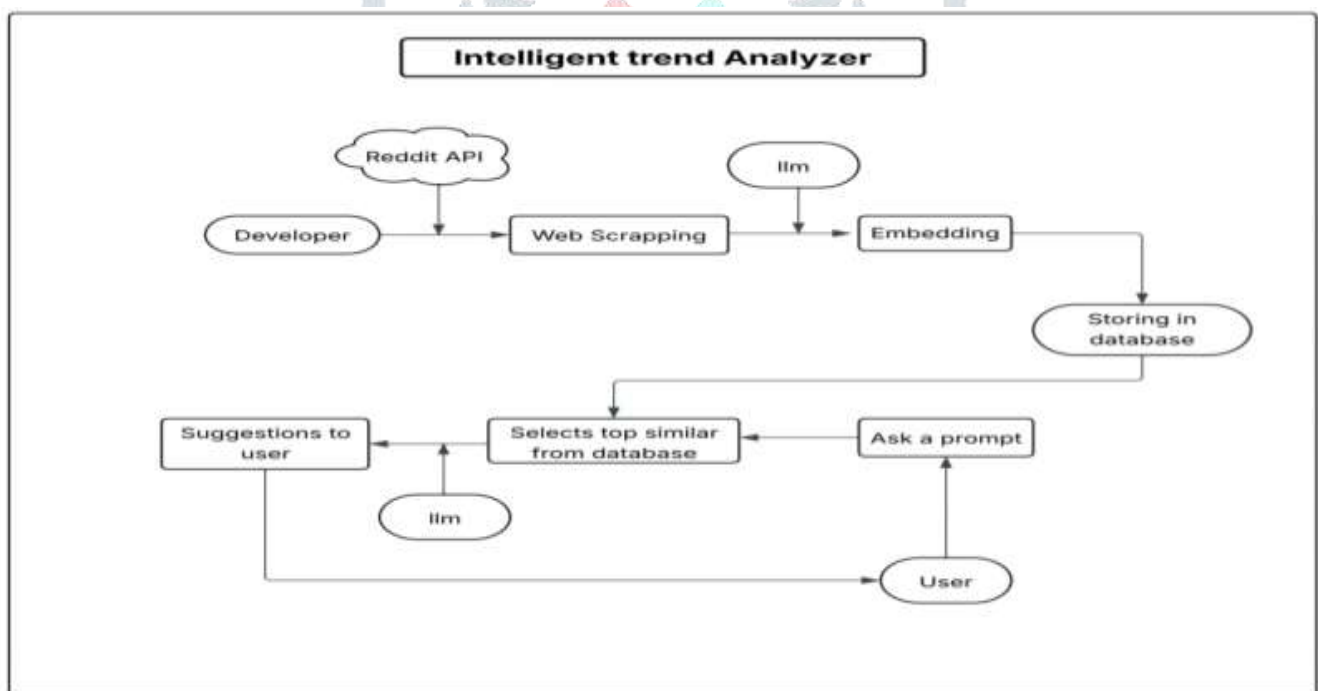 Intelligent trend Analyzer
Reddit API
llm
Developer
Web Scrapping
Embedding
Storing in
database
Suggestions to
user
Selects top similar
from database
Ask a prompt
llm
User